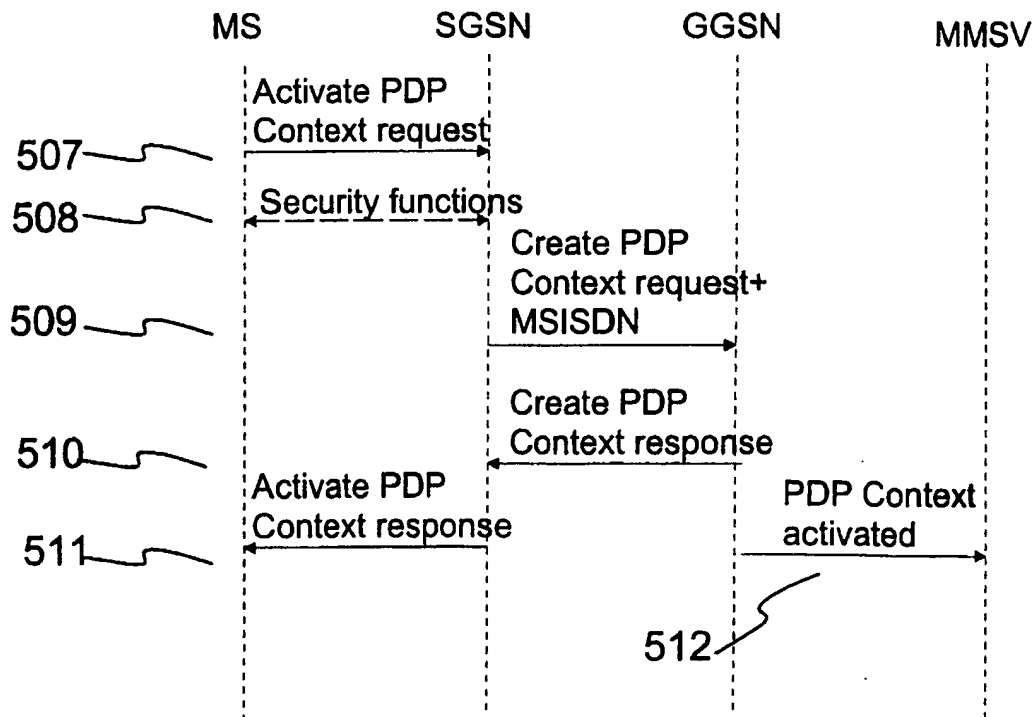 MS SGSN GGSN MMSV
Activate PDP
Context request
507
508
Security functions
Create PDP
Context request+
MSISDN
509
Create PDP
Context response
510
Activate PDP
Context response
511
PDP Context
activated
512